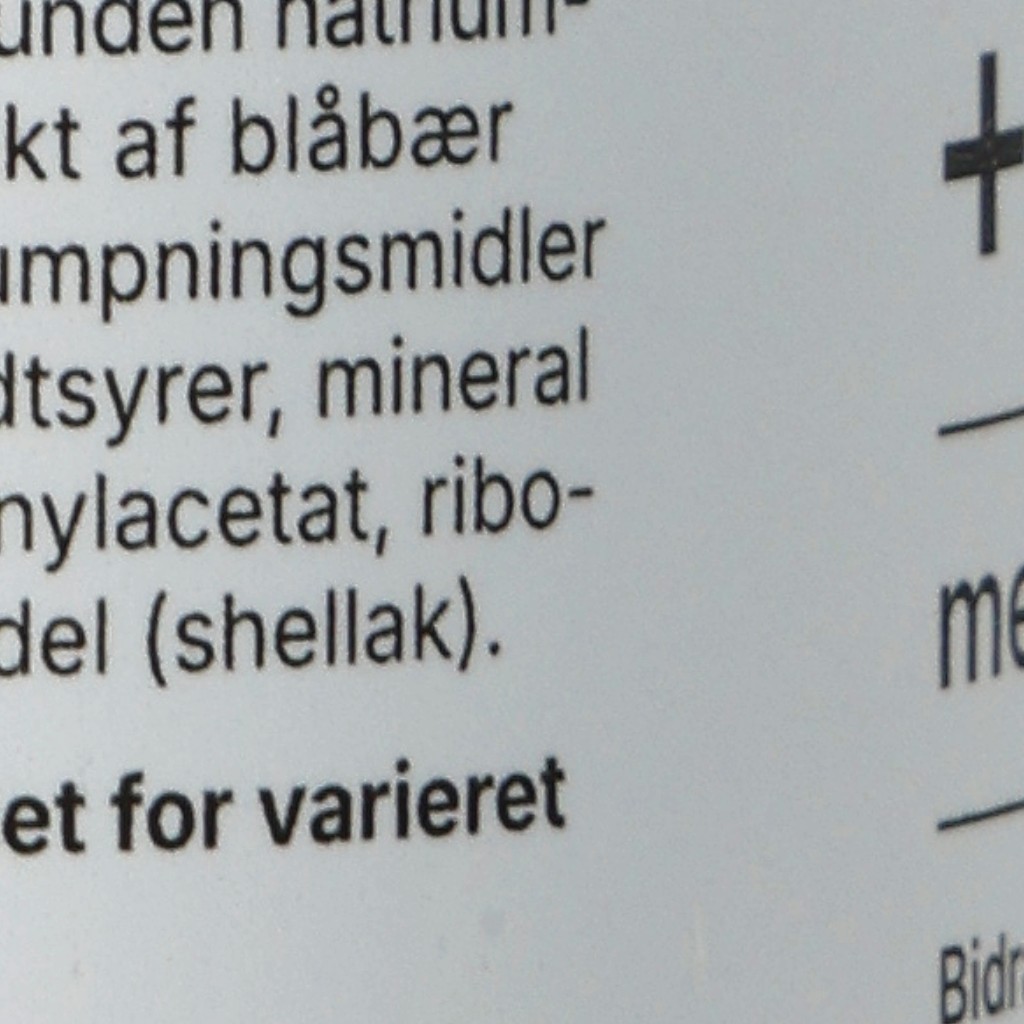 unden natrium-
kt af blåbær
umpningsmidler
dtsyrer, mineral
nylacetat, ribo-
del (shellak).
et for varieret
+
me
Bidr